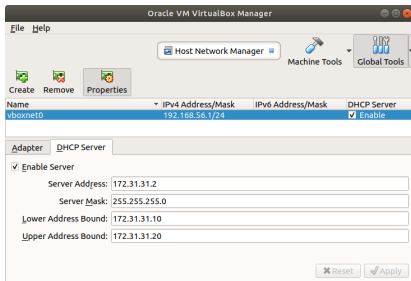 Oracle VM VirtualBox Manager
File Help
Host Network Manager
Machine Tools
Global Tools
Create Remove Properties
Name IPv4 Address/Mask IPv6 Address/Mask DHCP Server
vboxnet0 192.168.56.1/24 Enable
Adapter DHCP Server
Enable Server
Server Address: 172.31.31.2
Server Mask: 255.255.255.0
Lower Address Bound: 172.31.31.10
Upper Address Bound: 172.31.31.20
Reset Apply